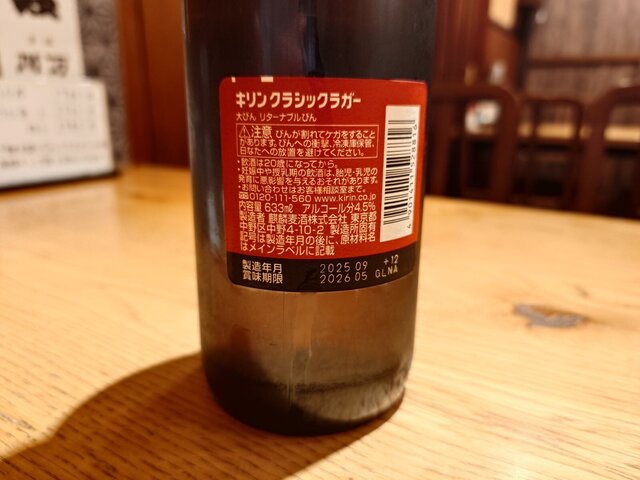 キリンクラシックラガー
大びん リターナブルびん
⚠注意 びんが割れてケガをすること
があります。びんへの衝撃、冷凍庫保管、
日なたへの放置を避けてください。
・飲酒は20歳になってから。
・妊娠中や授乳期の飲酒は、胎児・乳児の
発育に悪影響を与えるおそれがあります。
・お問い合わせはお客様相談室まで。
0120-111-560 www.kirin.co.jp
内容量 633㎖ アルコール分4.5%
製造者 麒麟麦酒株式会社 東京都
中野区中野4-10-2 製造所固有
記号は製造年月の後に、原材料名
はメインラベルに記載
製造年月 2025 09 +12
賞味期限 2026 05 GLNA
4 901411 528816